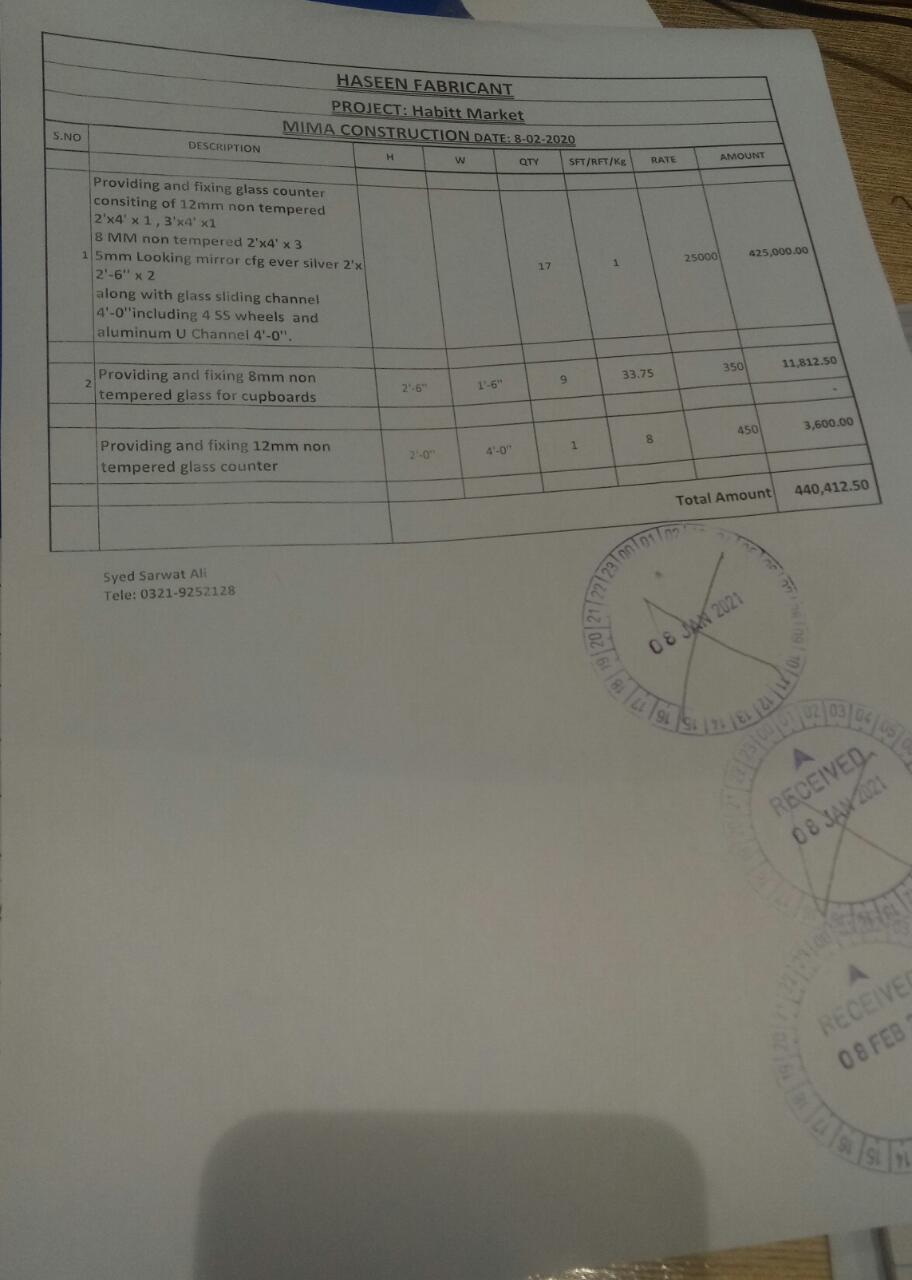 HASEEN FABRICANT
PROJECT: Habitt Market
MIMA CONSTRUCTION DATE: 8-02-2020
S.NO DESCRIPTION H W QTY SFT/RFT/Kg RATE AMOUNT
Providing and fixing glass counter
consiting of 12mm non tempered
2'x4' x 1 , 3'x4' x1
8 MM non tempered 2'x4' x 3
1 5mm Looking mirror cfg ever silver 2'x 17 1 25000 425,000.00
2'-6" x 2
along with glass sliding channel
4'-0"including 4 SS wheels and
aluminum U Channel 4'-0".
2 Providing and fixing 8mm non 2'-6" 1'-6" 9 33.75 350 11,812.50
tempered glass for cupboards -
Providing and fixing 12mm non 2'-0" 4'-0" 1 8 450 3,600.00
tempered glass counter
Total Amount 440,412.50
Syed Sarwat Ali
Tele: 0321-9252128
08 JAN 2021
RECEIVED
08 JAN 2021
RECEIVE
08 FEB